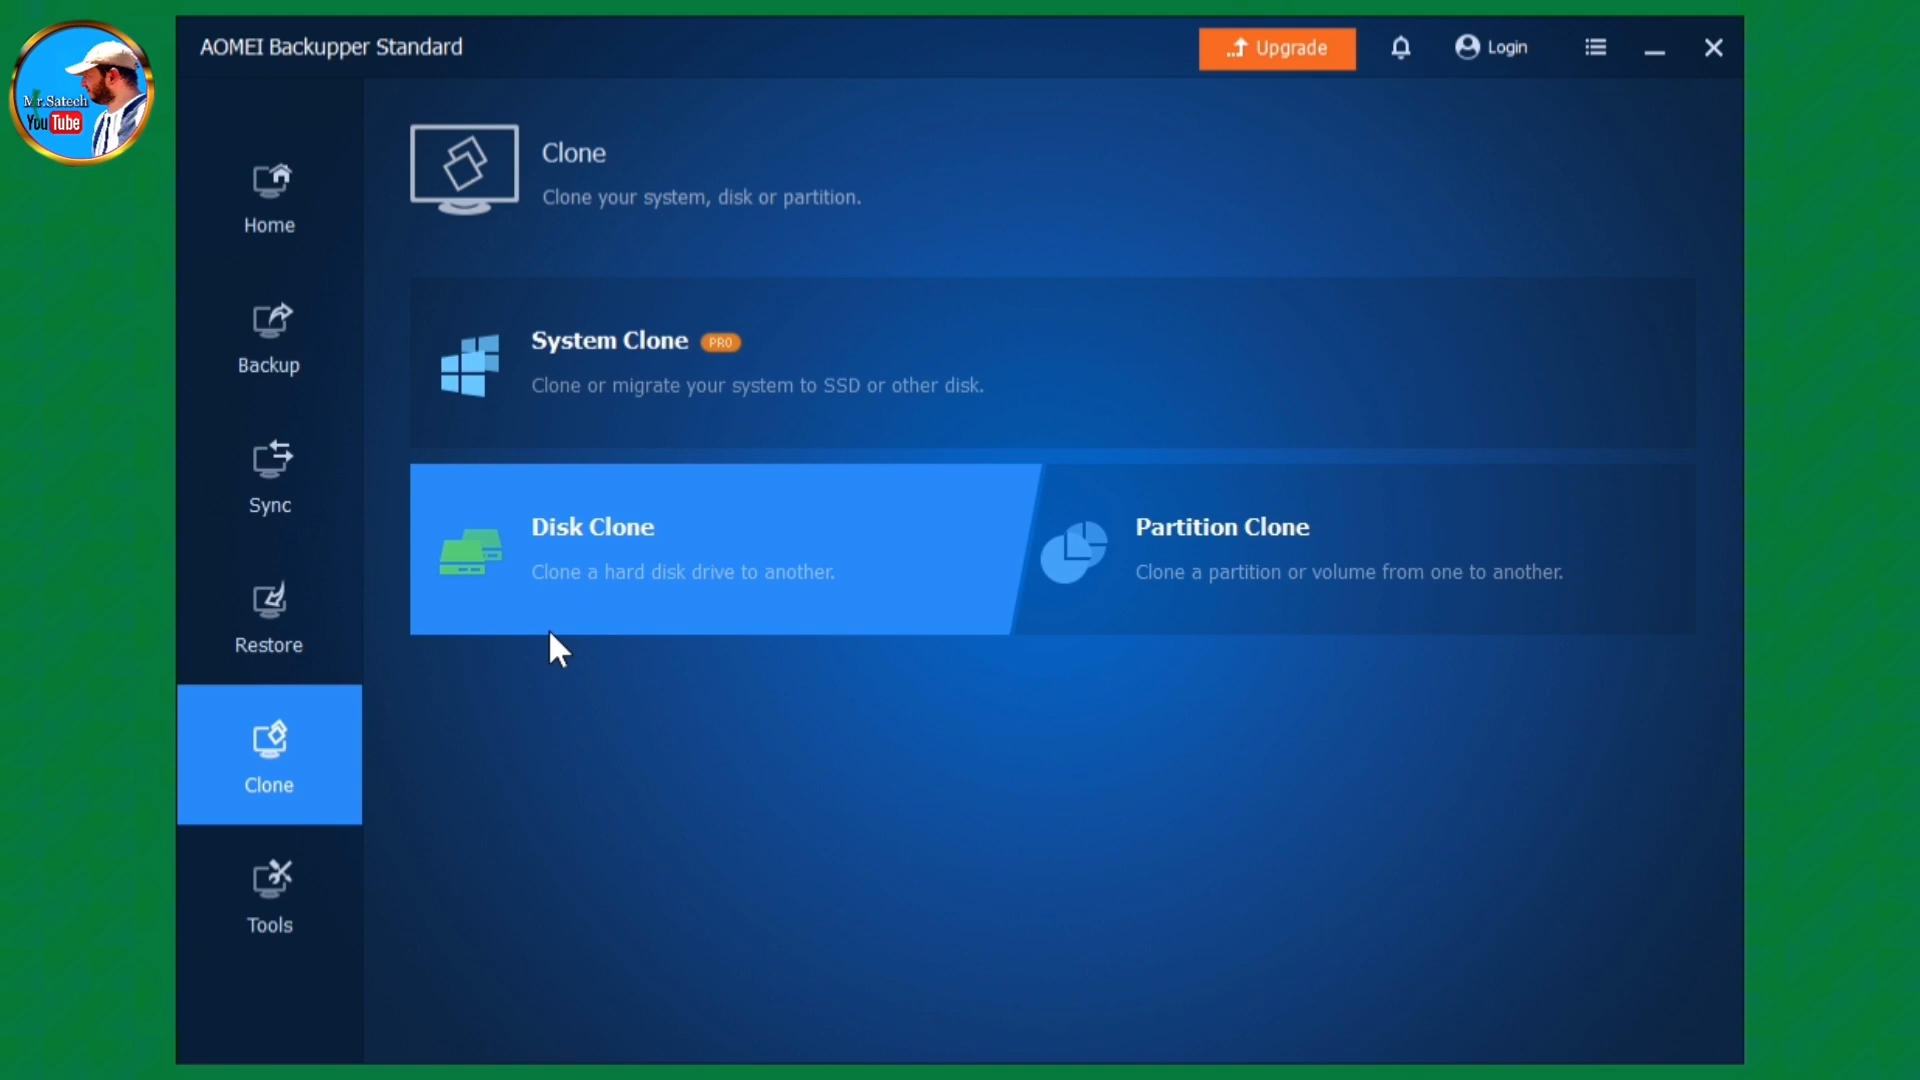 AOMEI Backupper Standard
Upgrade
Login
Mr.Satech
YouTube
Home
Backup
Sync
Restore
Clone
Tools
Clone
Clone your system, disk or partition.
System Clone PRO
Clone or migrate your system to SSD or other disk.
Disk Clone
Clone a hard disk drive to another.
Partition Clone
Clone a partition or volume from one to another.